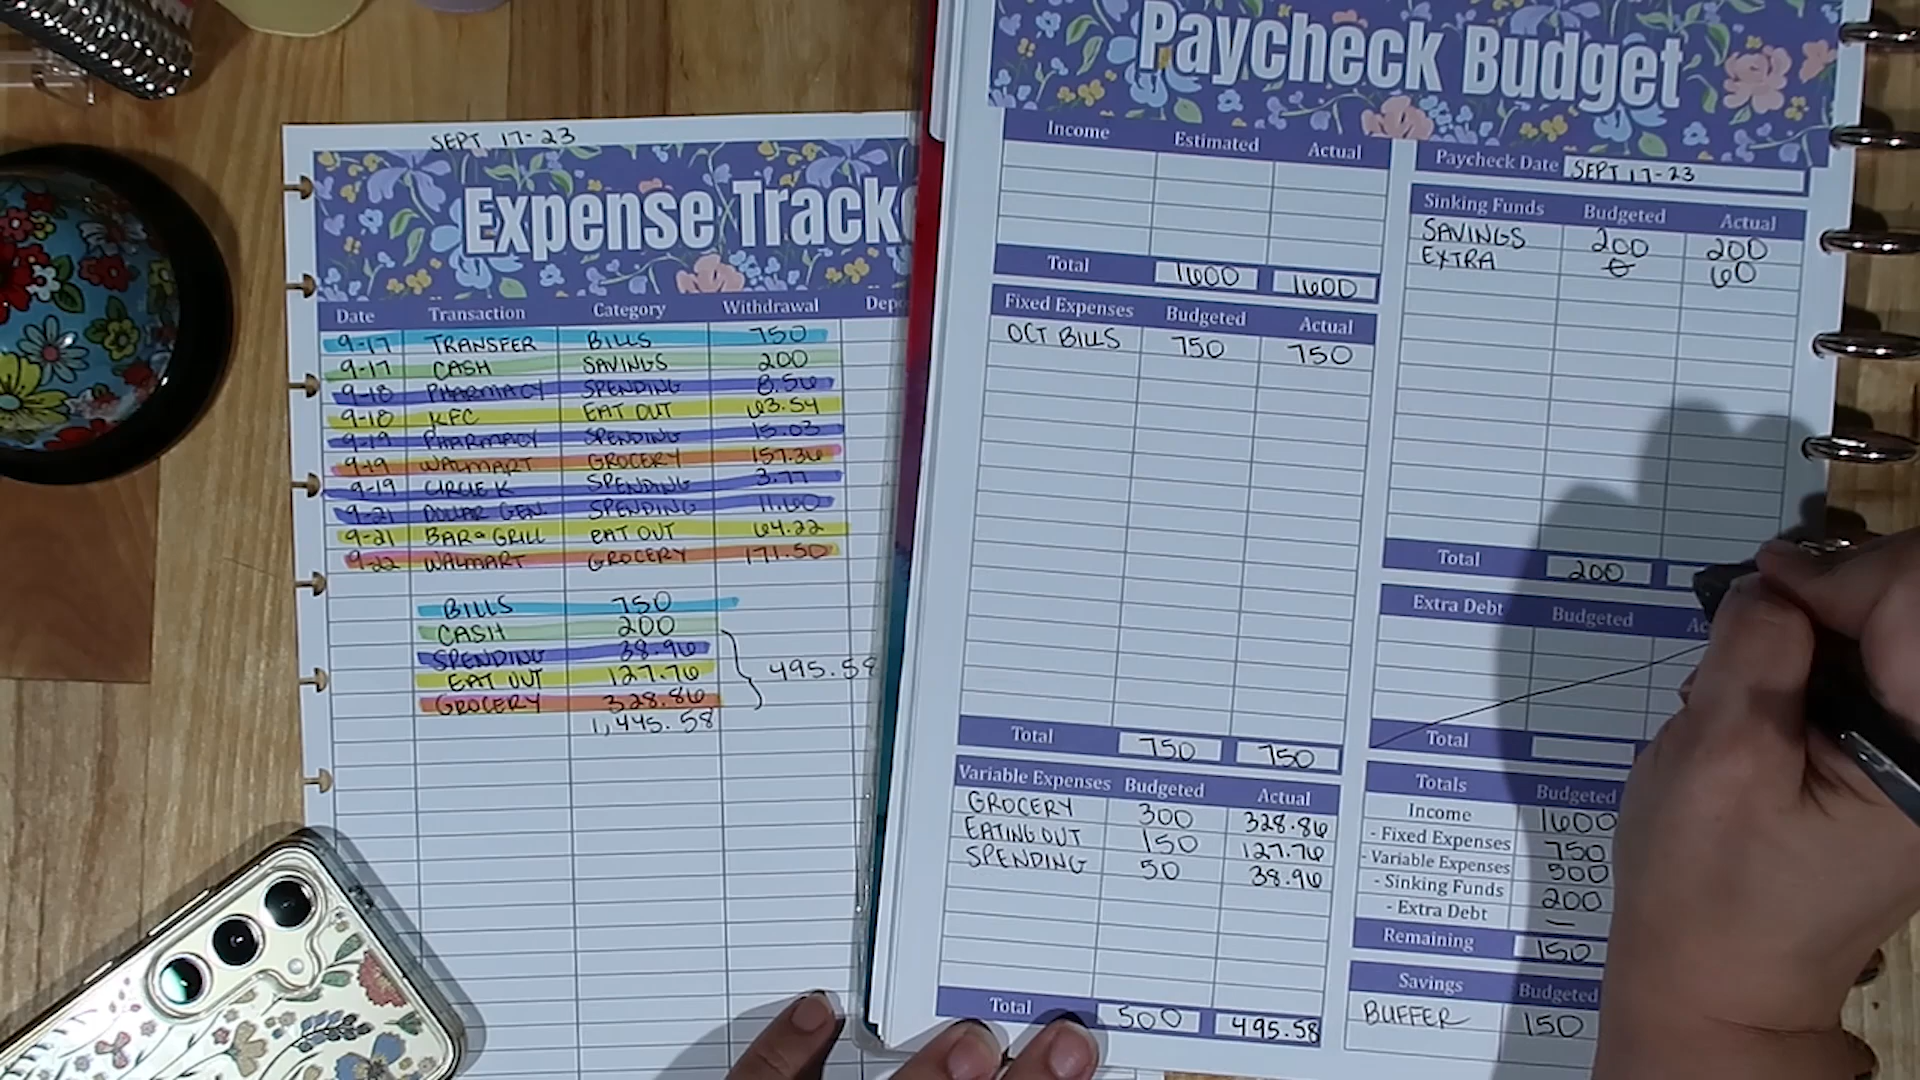 SEPT 17-23
Expense Track
Date Transaction Category Withdrawal Depo
9-17 TRANSFER BILLS 750
9-17 CASH SAVINGS 200
9-18 PHARMACY SPENDING 8.56
9-18 KFC EAT OUT 63.54
9-19 PHARMACY SPENDING 15.03
9-19 WALMART GROCERY 157.36
9-19 CIRCLE K SPENDING 3.77
9-21 DOLLAR GEN. SPENDING 11.60
9-21 BAR & GRILL EAT OUT 64.22
9-22 WALMART GROCERY 171.50
BILLS 750
CASH 200
SPENDING 38.96
EAT OUT 127.76
GROCERY 328.86
1,445.58
495.58
Paycheck Budget
Income Estimated Actual
Total 1600 1600
Fixed Expenses Budgeted Actual
OCT BILLS 750 750
Total 750 750
Variable Expenses Budgeted Actual
GROCERY 300 328.86
EATING OUT 150 127.76
SPENDING 50 38.96
Total 500 495.58
Paycheck Date SEPT 17-23
Sinking Funds Budgeted Actual
SAVINGS 200 200
EXTRA 0 60
Total 200
Extra Debt Budgeted Ac
Total
Totals Budgeted
Income 1600
- Fixed Expenses 750
- Variable Expenses 500
- Sinking Funds 200
- Extra Debt —
Remaining 150
Savings Budgeted
BUFFER 150